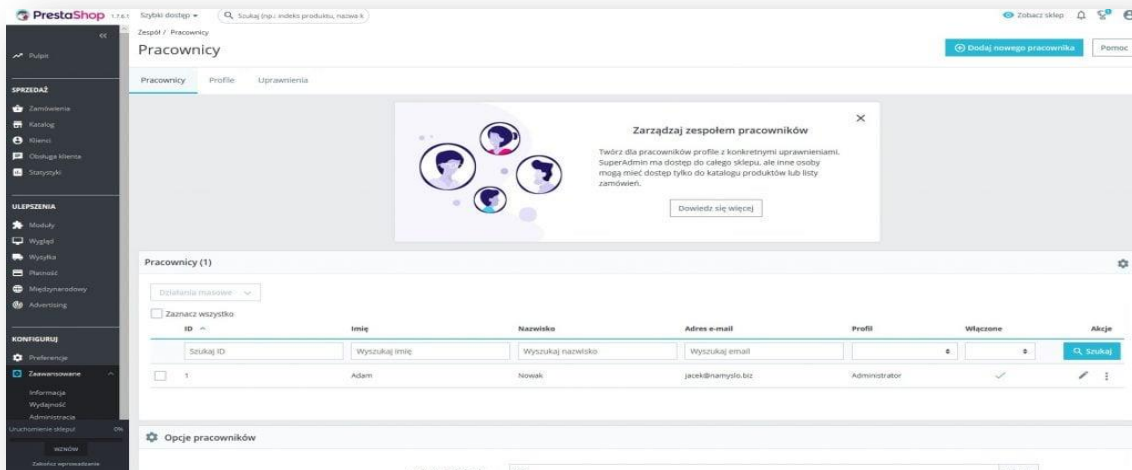 PrestaShop 1.7.6.1 Szybki dostęp Szukaj (np.: indeks produktu, nazwa k Zobacz sklep
Zespół / Pracownicy
Pracownicy
Dodaj nowego pracownika Pomoc
Pracownicy Profile Uprawnienia
Pulpit
SPRZEDAŻ
Zamówienia
Katalog
Klienci
Obsługa klienta
Statystyki
ULEPSZENIA
Moduły
Wygląd
Wysyłka
Płatność
Międzynarodowy
Advertising
KONFIGURUJ
Preferencje
Zaawansowane
Informacja
Wydajność
Administracja
Uruchomienie sklepu! 0%
WZNÓW
Zakończ wprowadzenie
Zarządzaj zespołem pracowników
Twórz dla pracowników profile z konkretnymi uprawnieniami.
SuperAdmin ma dostęp do całego sklepu, ale inne osoby
mogą mieć dostęp tylko do katalogu produktów lub listy
zamówień.
Dowiedz się więcej
Pracownicy (1)
Działania masowe
Zaznacz wszystko
ID Imię Nazwisko Adres e-mail Profil Włączone Akcje
Szukaj ID Wyszukaj imię Wyszukaj nazwisko Wyszukaj email Szukaj
1 Adam Nowak jacek@namyslo.biz Administrator
Opcje pracowników